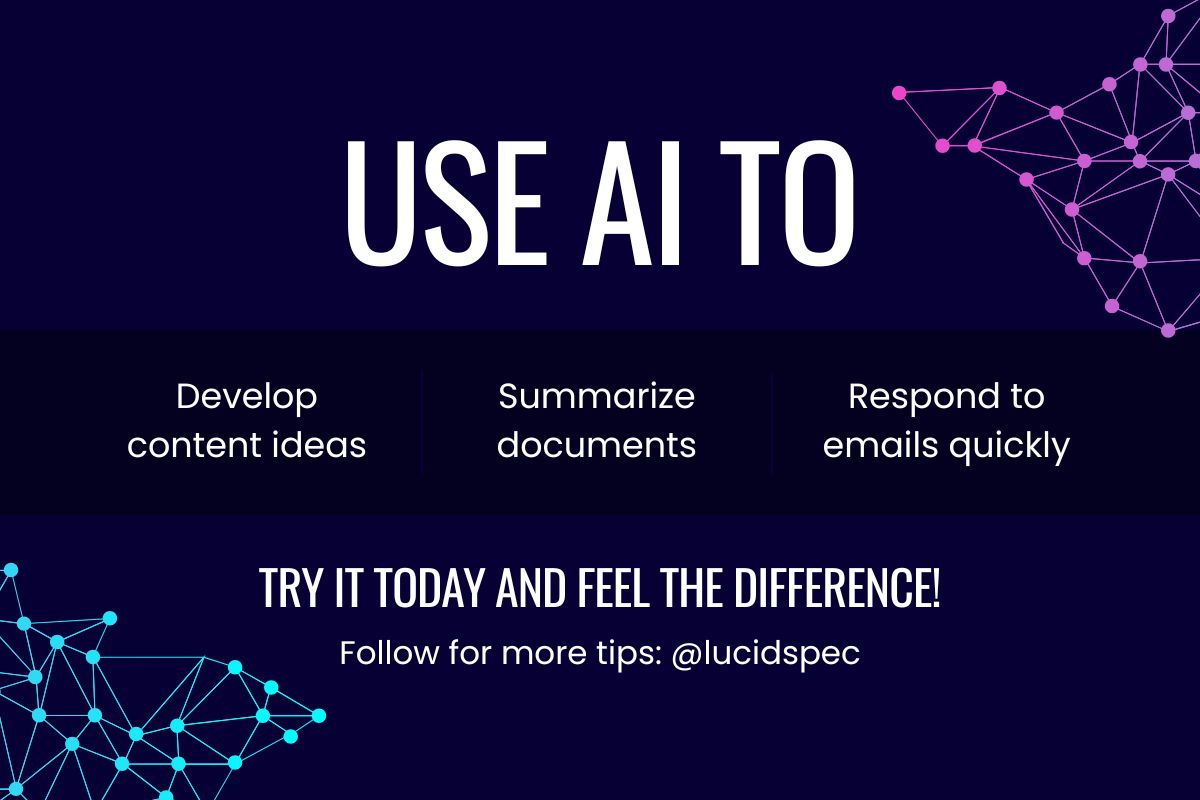 USE AI TO
Develop
content ideas
Summarize
documents
Respond to
emails quickly
TRY IT TODAY AND FEEL THE DIFFERENCE!
Follow for more tips: @lucidspec